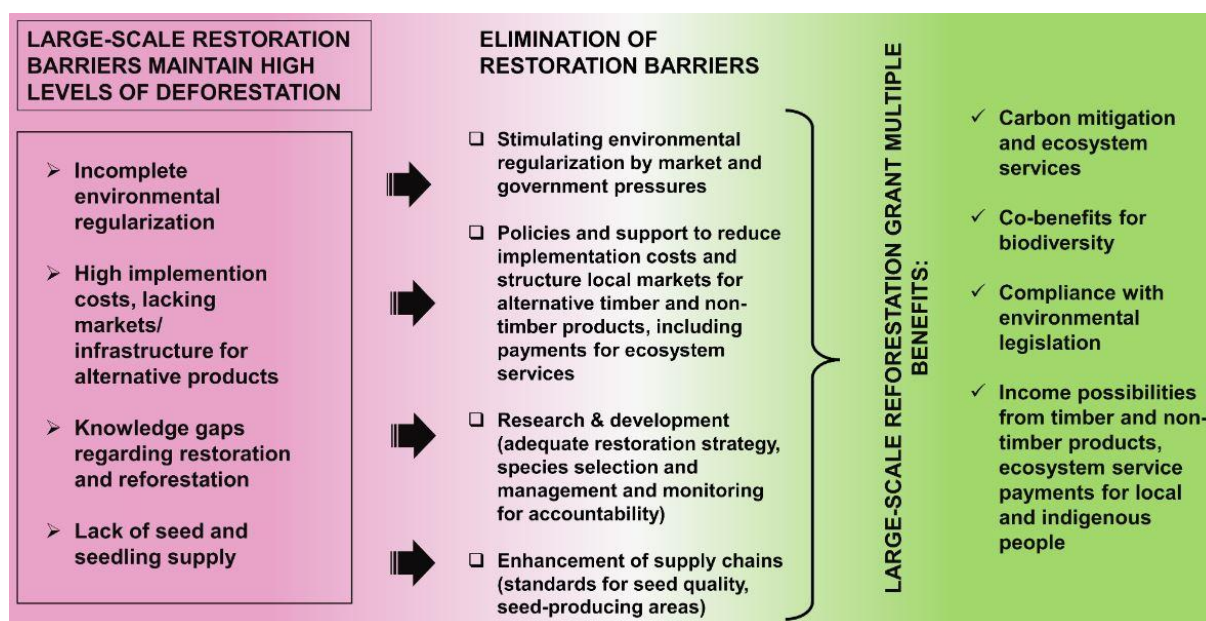 LARGE-SCALE RESTORATION
BARRIERS MAINTAIN HIGH
LEVELS OF DEFORESTATION
Incomplete
environmental
regularization
High implemention
costs, lacking
markets/
infrastructure for
alternative products
Knowledge gaps
regarding restoration
and reforestation
Lack of seed and
seedling supply
ELIMINATION OF
RESTORATION BARRIERS
Stimulating environmental
regularization by market and
government pressures
Policies and support to reduce
implementation costs and
structure local markets for
alternative timber and non-
timber products, including
payments for ecosystem
services
Research & development
(adequate restoration strategy,
species selection and
management and monitoring
for accountability)
Enhancement of supply chains
(standards for seed quality,
seed-producing areas)
LARGE-SCALE REFORESTATION GRANT MULTIPLE
BENEFITS:
Carbon mitigation
and ecosystem
services
Co-benefits for
biodiversity
Compliance with
environmental
legislation
Income possibilities
from timber and non-
timber products,
ecosystem service
payments for local
and indigenous
people